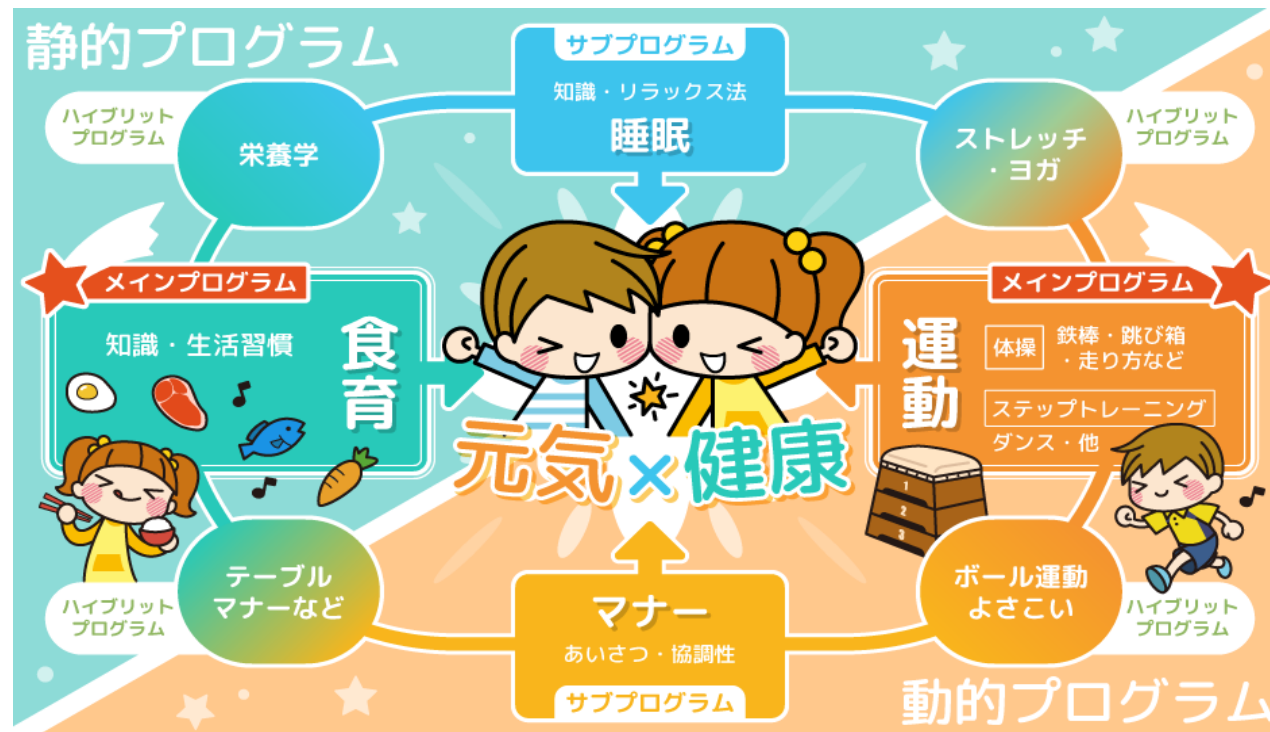 静的プログラム
サブプログラム
知識・リラックス法
睡眠
ハイブリット
プログラム
栄養学
ストレッチ
・ヨガ
ハイブリット
プログラム
メインプログラム
知識・生活習慣
食育
メインプログラム
運動
体操
鉄棒・跳び箱
・走り方など
ステップトレーニング
ダンス・他
元気×健康
1
2
3
テーブル
マナーなど
ハイブリット
プログラム
マナー
あいさつ・協調性
サブプログラム
ボール運動
よさこい
ハイブリット
プログラム
動的プログラム